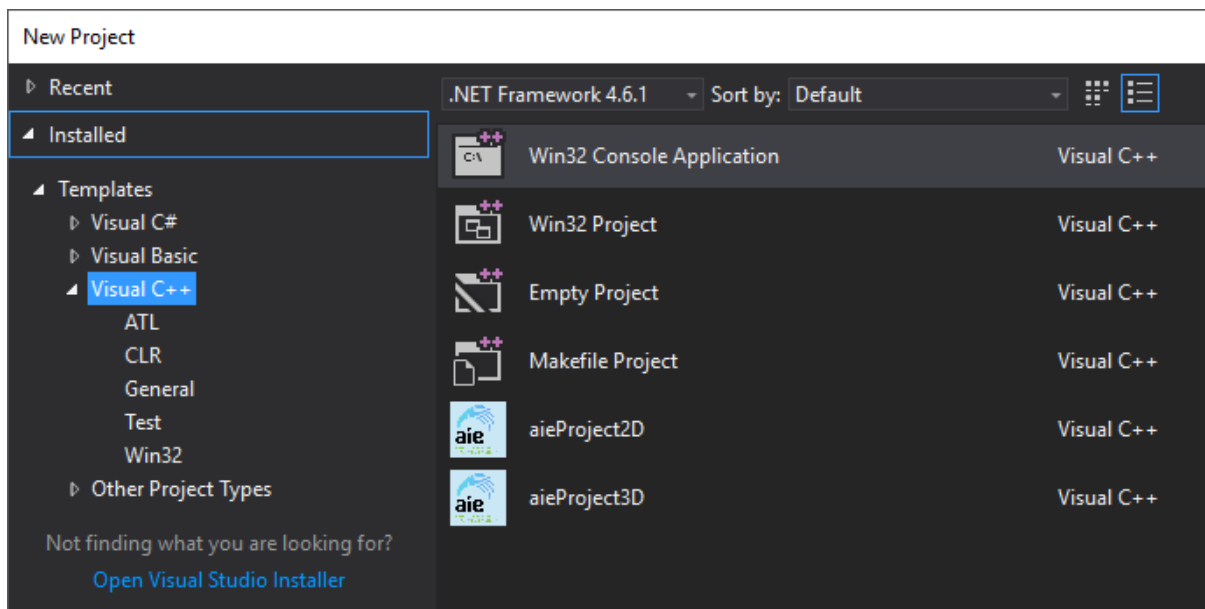 New Project
Recent
Installed
Templates
Visual C#
Visual Basic
Visual C++
ATL
CLR
General
Test
Win32
Other Project Types
Not finding what you are looking for?
Open Visual Studio Installer
.NET Framework 4.6.1 Sort by: Default
C:\ Win32 Console Application Visual C++
Win32 Project Visual C++
Empty Project Visual C++
Makefile Project Visual C++
aie aieProject2D Visual C++
aie aieProject3D Visual C++